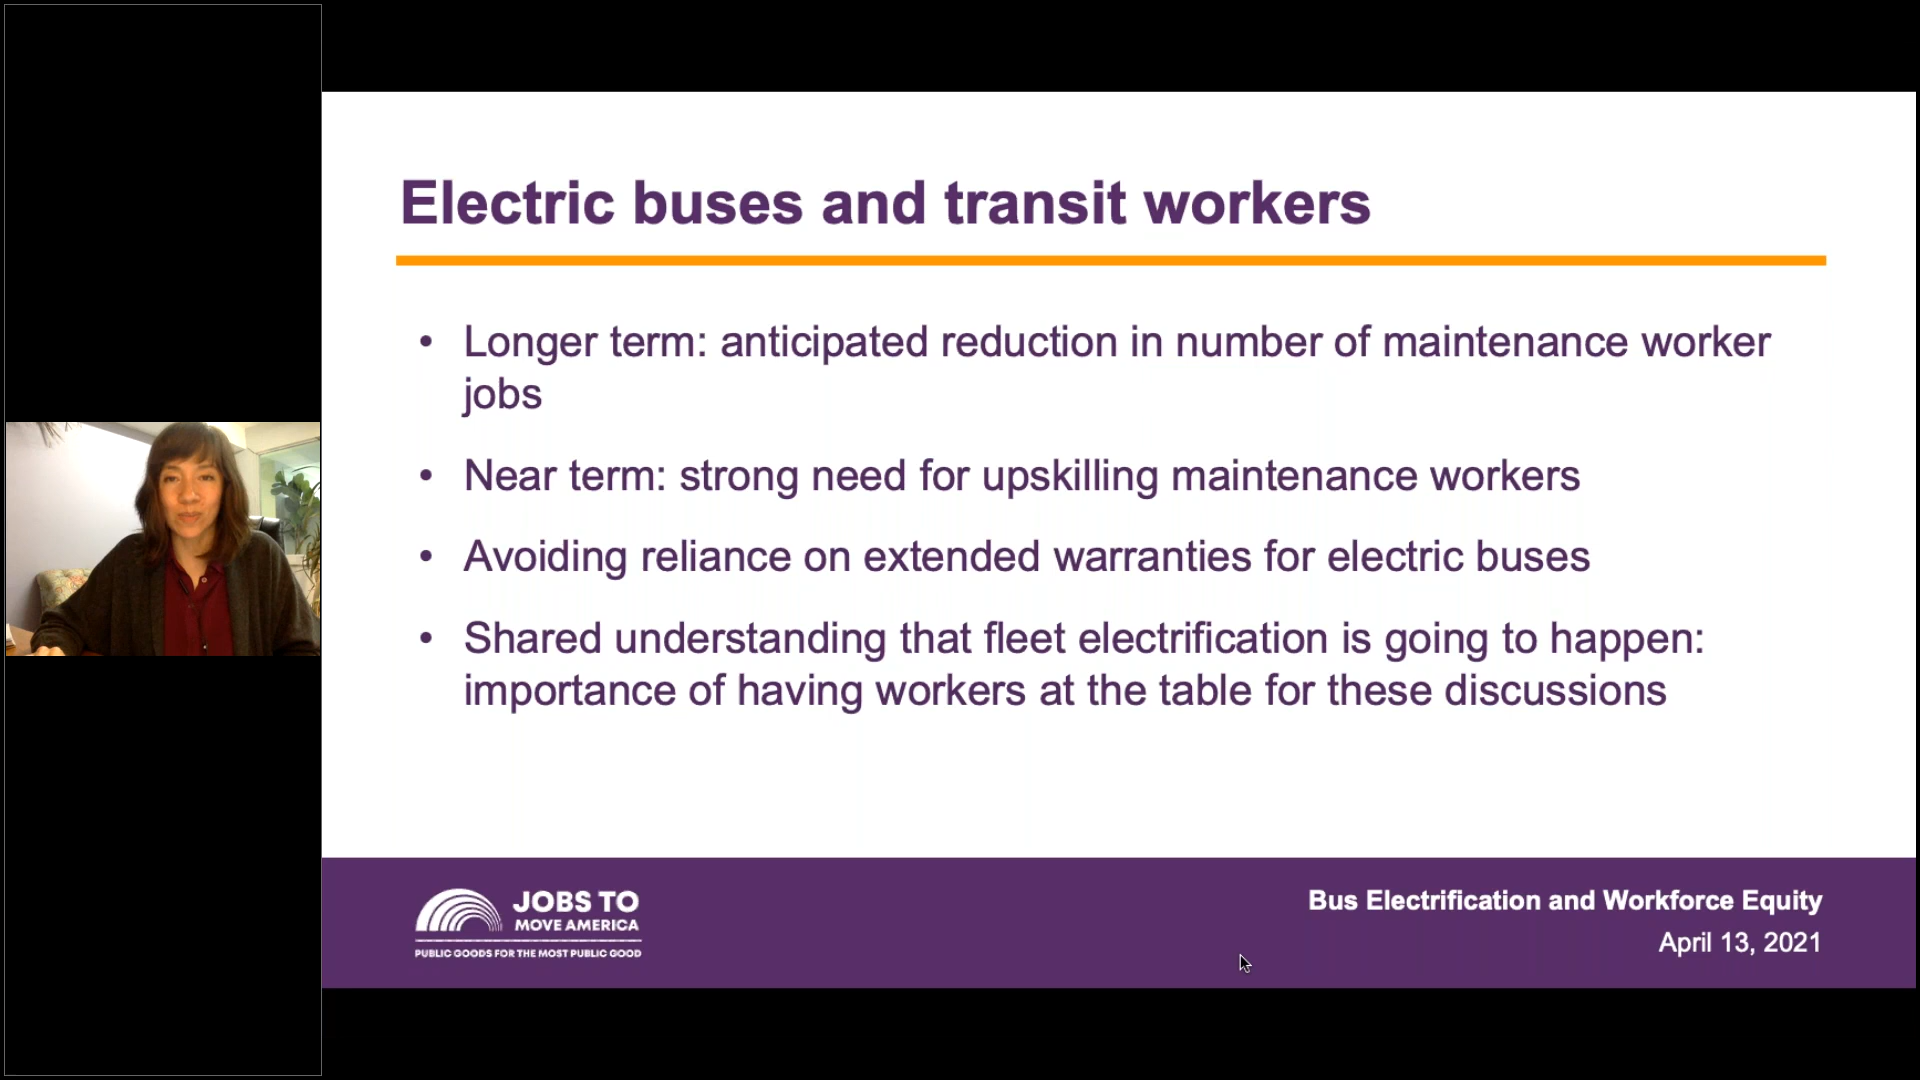 Electric buses and transit workers
• Longer term: anticipated reduction in number of maintenance worker
jobs
• Near term: strong need for upskilling maintenance workers
• Avoiding reliance on extended warranties for electric buses
• Shared understanding that fleet electrification is going to happen:
importance of having workers at the table for these discussions
JOBS TO
MOVE AMERICA
PUBLIC GOODS FOR THE MOST PUBLIC GOOD
Bus Electrification and Workforce Equity
April 13, 2021